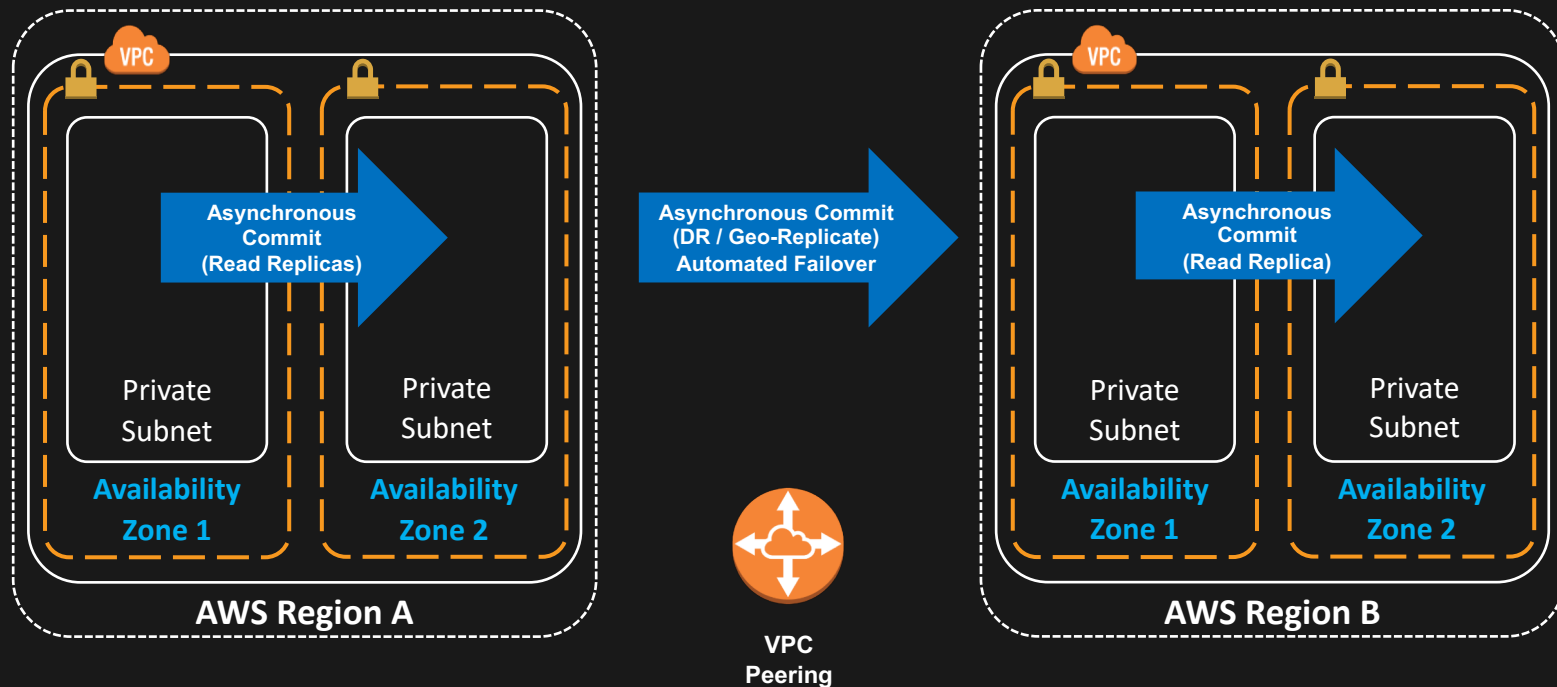 VPC
Asynchronous
Commit
(Read Replicas)
Private
Subnet
Private
Subnet
Availability
Zone 1
Availability
Zone 2
AWS Region A
Asynchronous Commit
(DR / Geo-Replicate)
Automated Failover
VPC
Peering
VPC
Asynchronous
Commit
(Read Replica)
Private
Subnet
Private
Subnet
Availability
Zone 1
Availability
Zone 2
AWS Region B